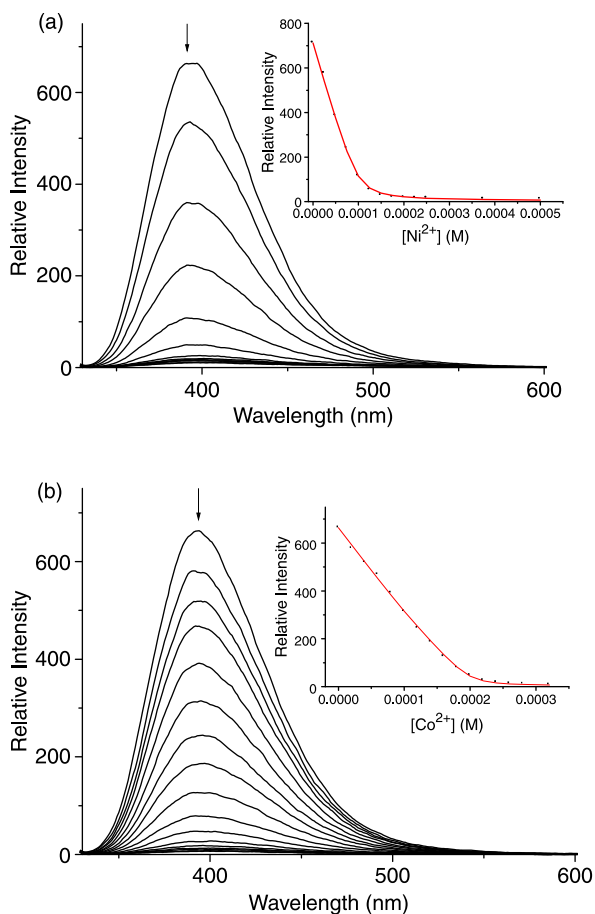 (a)
Relative Intensity
600
400
200
0
400 500 600
Wavelength (nm)
Relative Intensity
800
600
400
200
0
0.0000 0.0001 0.0002 0.0003 0.0004 0.0005
[Ni²⁺] (M)
(b)
Relative Intensity
600
400
200
0
400 500 600
Wavelength (nm)
Relative Intensity
600
400
200
0
0.0000 0.0001 0.0002 0.0003
[Co²⁺] (M)